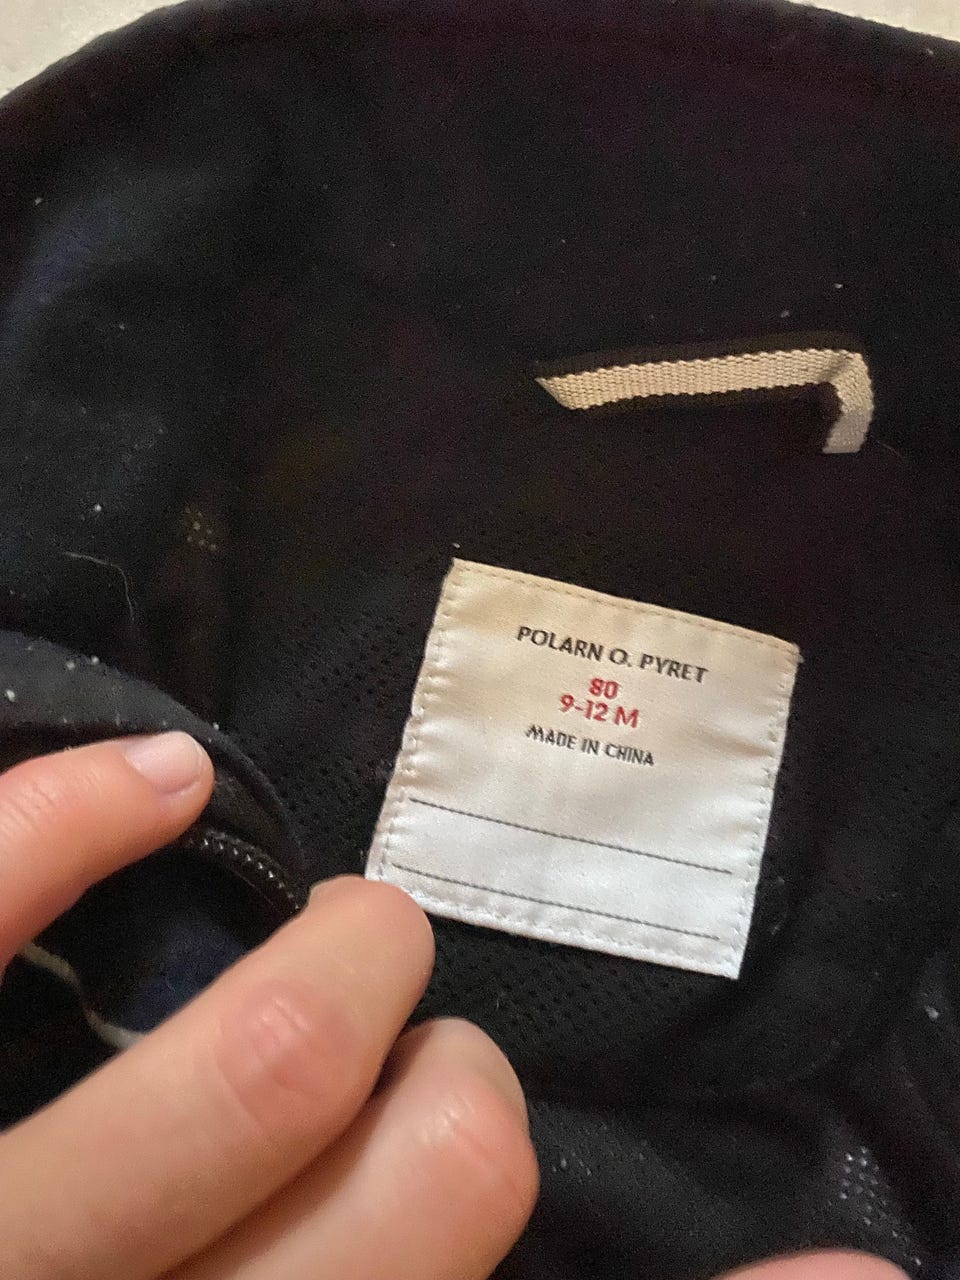 POLARN O. PYRET
80
9-12 M
MADE IN CHINA